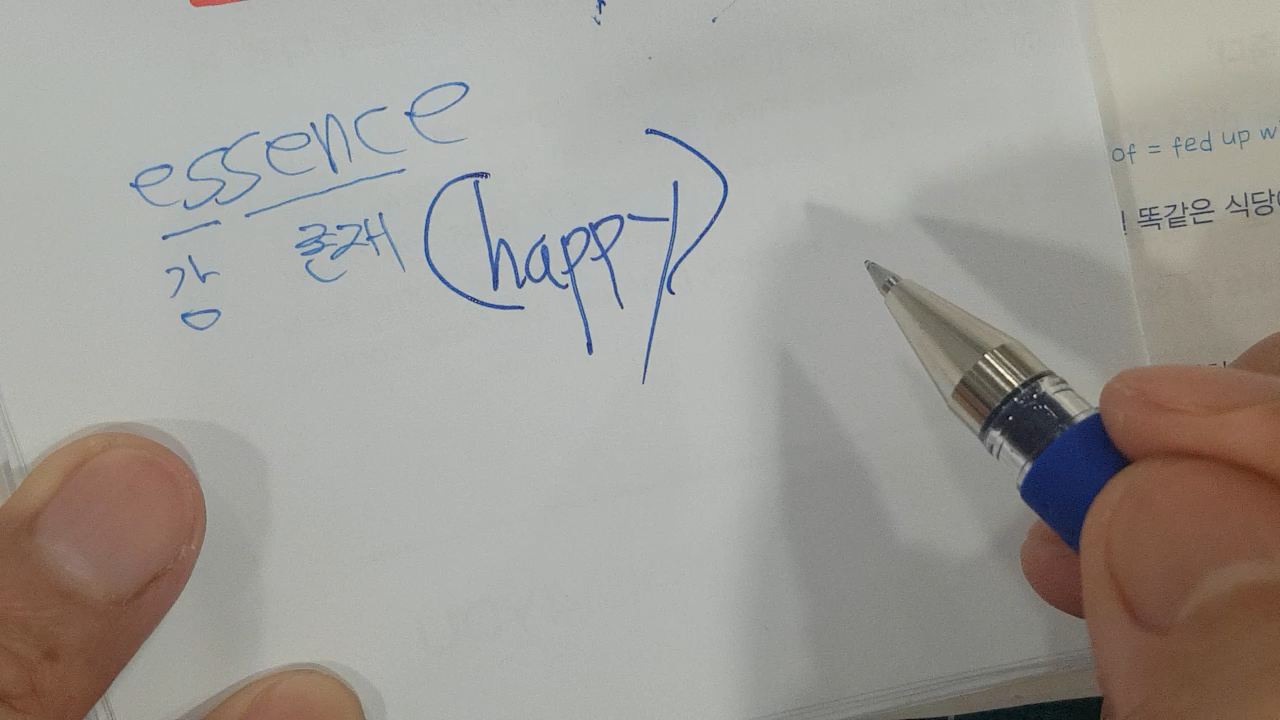 essence
강 존재 (happy)
of = fed up w
! 똑같은 식당